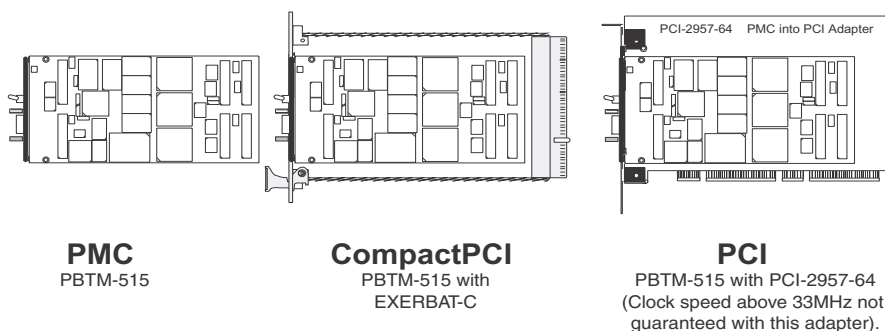 PCI-2957-64 PMC into PCI Adapter
PMC
PBTM-515
CompactPCI
PBTM-515 with
EXERBAT-C
PCI
PBTM-515 with PCI-2957-64
(Clock speed above 33MHz not
guaranteed with this adapter).